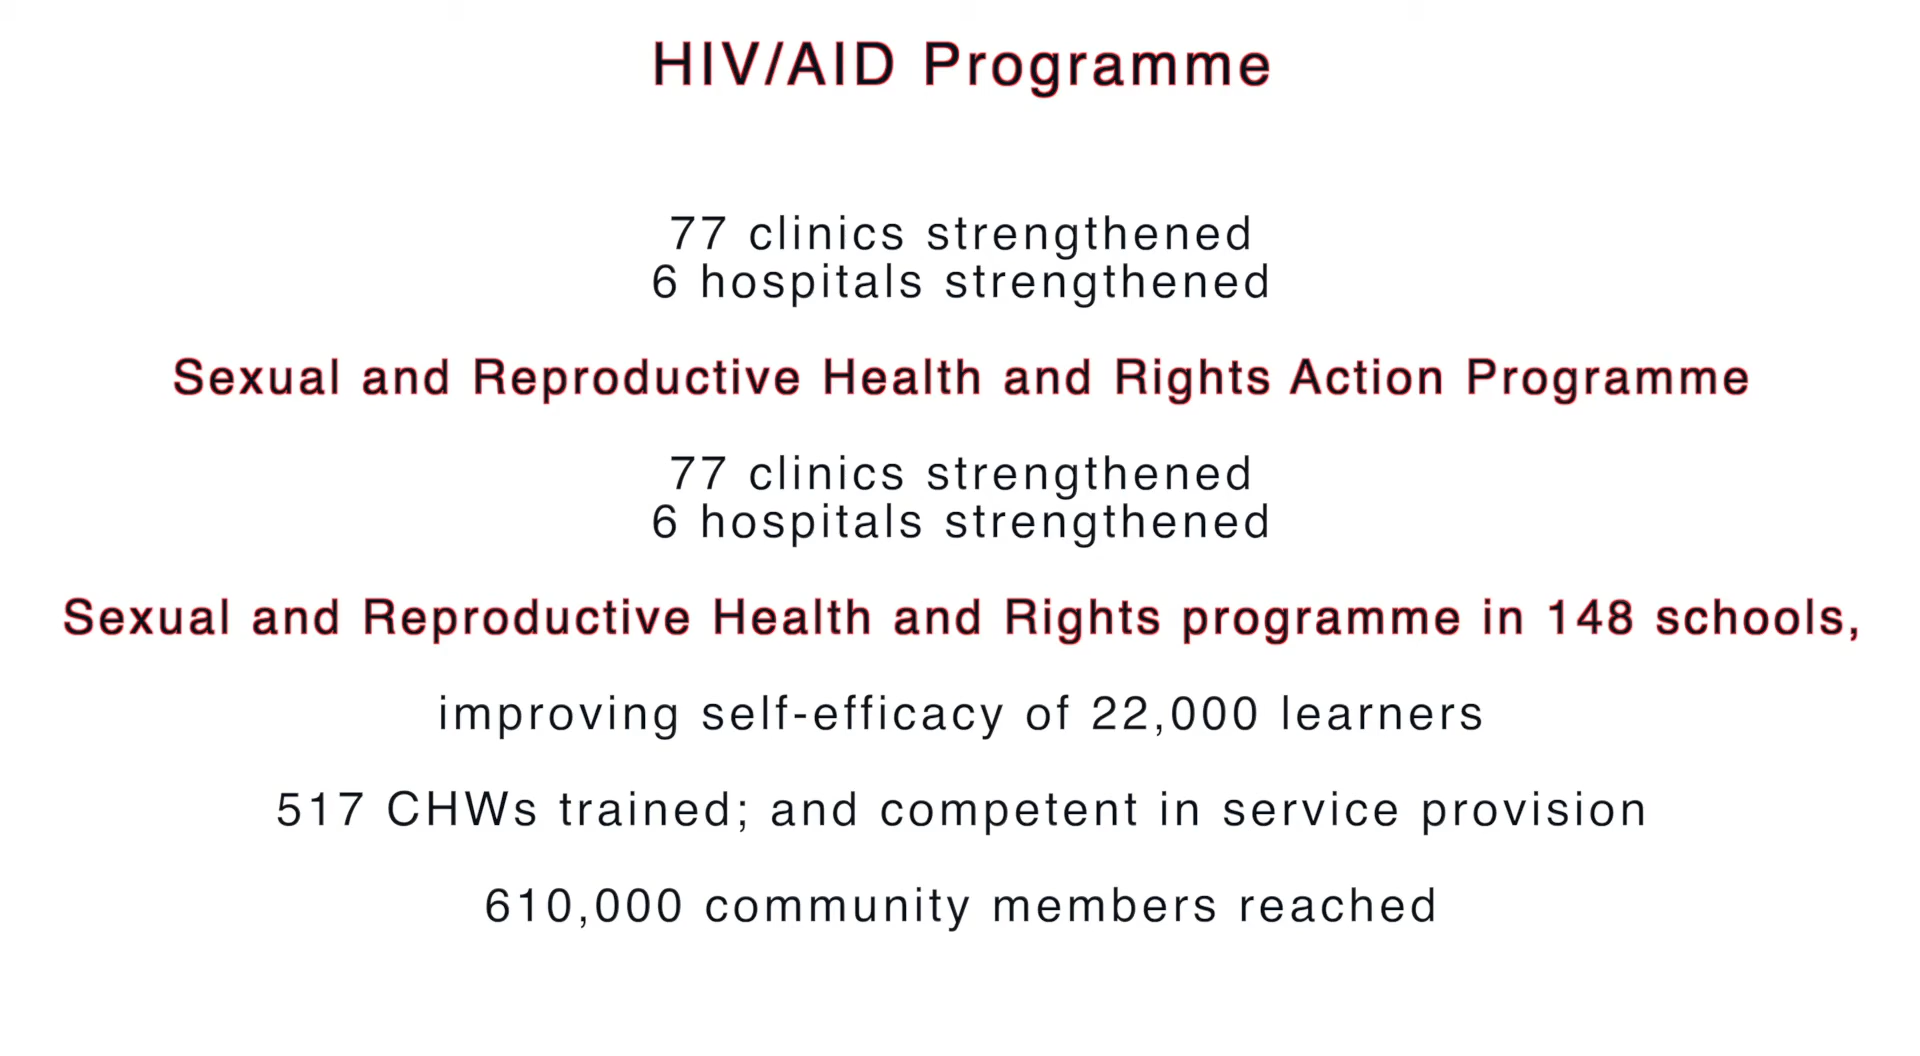 HIV/AID Programme
77 clinics strengthened
6 hospitals strengthened
Sexual and Reproductive Health and Rights Action Programme
77 clinics strengthened
6 hospitals strengthened
Sexual and Reproductive Health and Rights programme in 148 schools,
improving self-efficacy of 22,000 learners
517 CHWs trained; and competent in service provision
610,000 community members reached